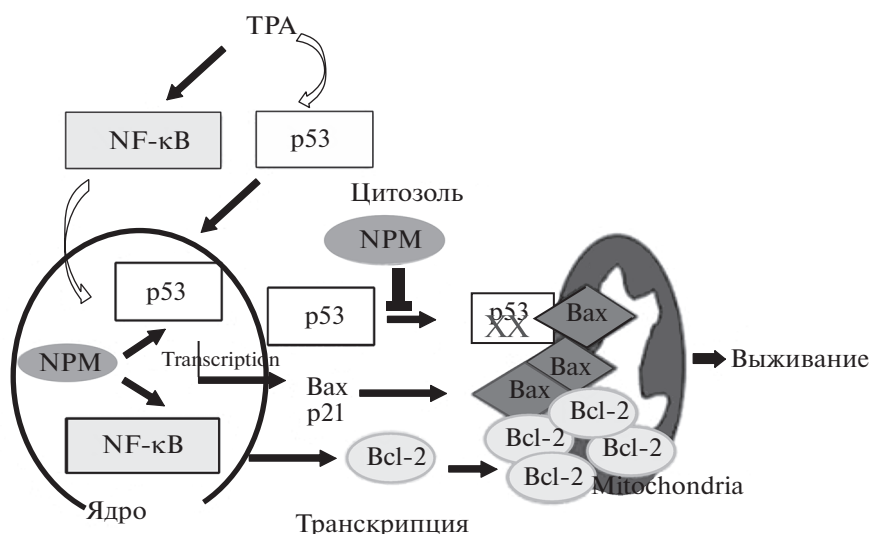 TPA
NF-κB
p53
Цитозоль
NPM
p53
p53
p53
XX
Bax
NPM
Transcription
Bax
Выживание
Bax
p21
Bax
Bcl-2
NF-κB
Bcl-2
Bcl-2
Bcl-2
Bcl-2
Mitochondria
Ядро
Транскрипция